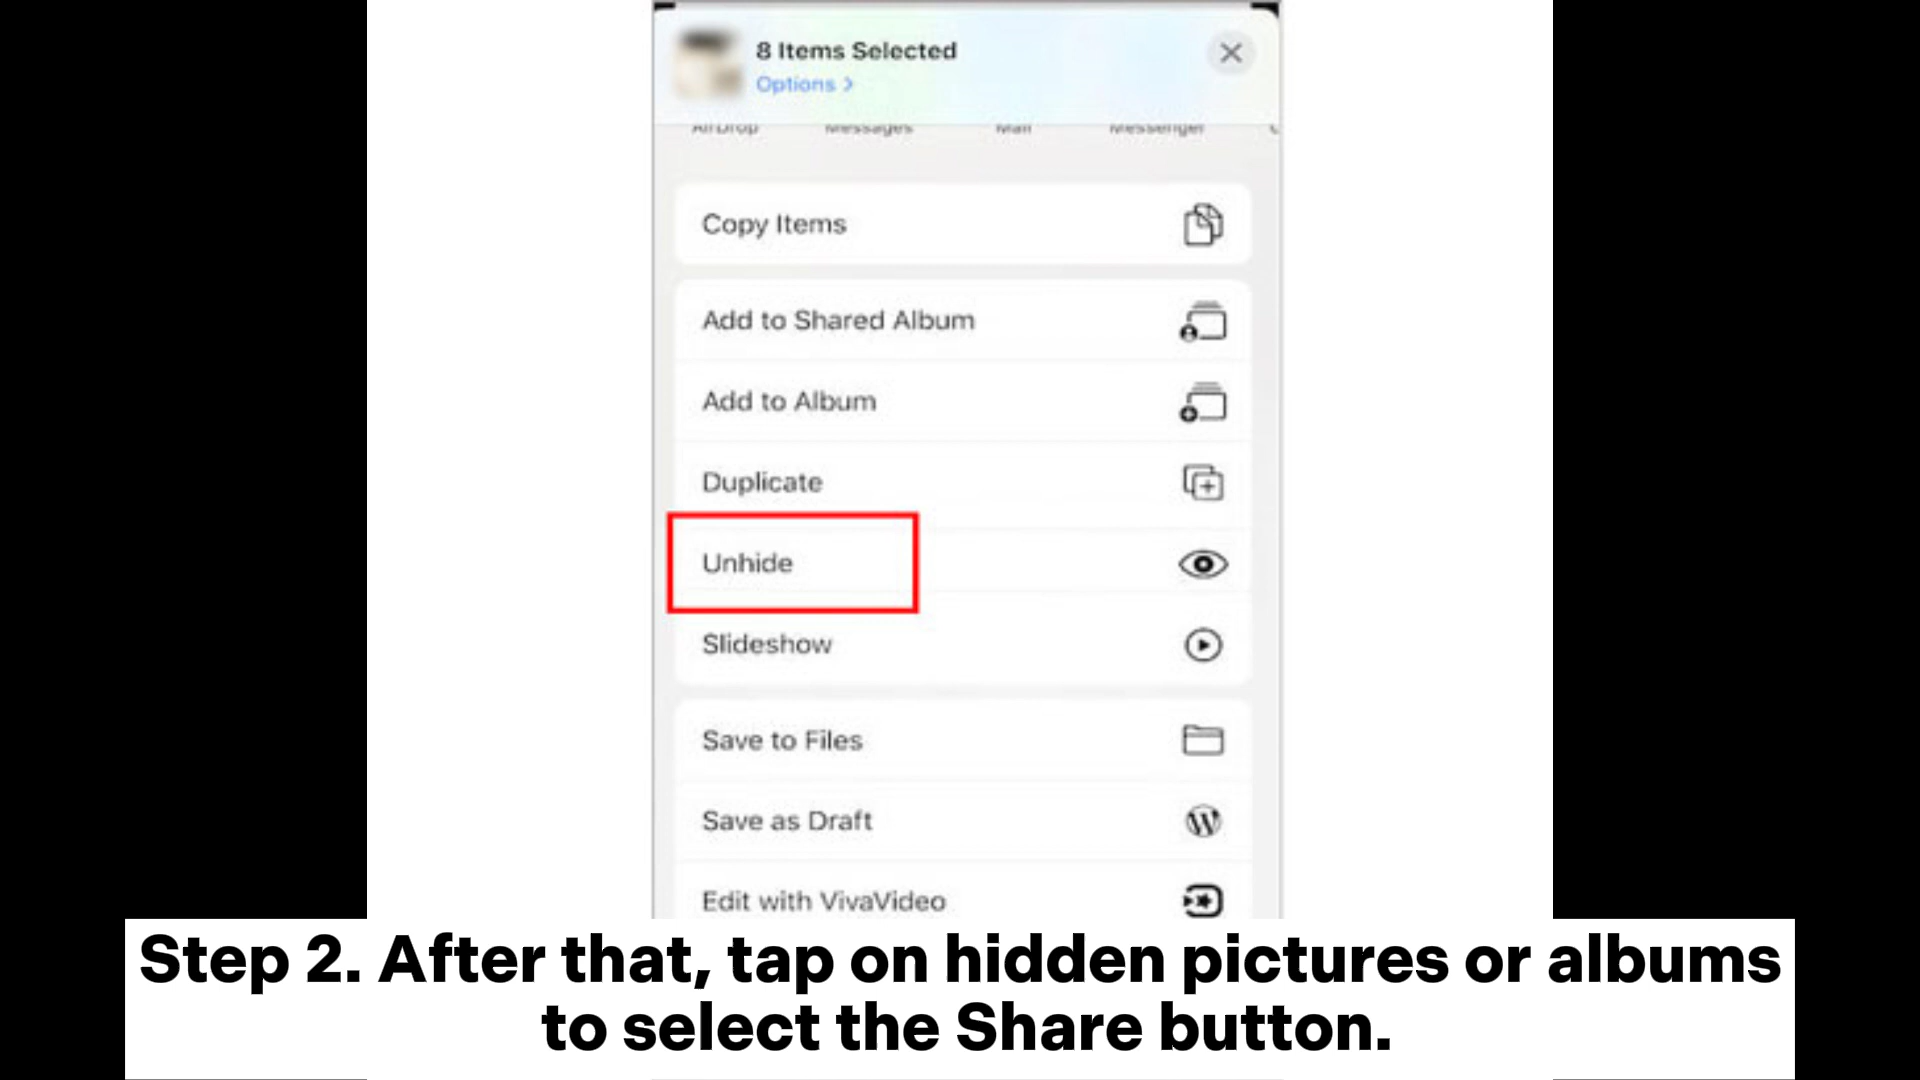 8 Items Selected
Options >
AirDrop Messages Mail Messenger
Copy Items
Add to Shared Album
Add to Album
Duplicate
Unhide
Slideshow
Save to Files
Save as Draft
Edit with VivaVideo
Step 2. After that, tap on hidden pictures or albums
to select the Share button.